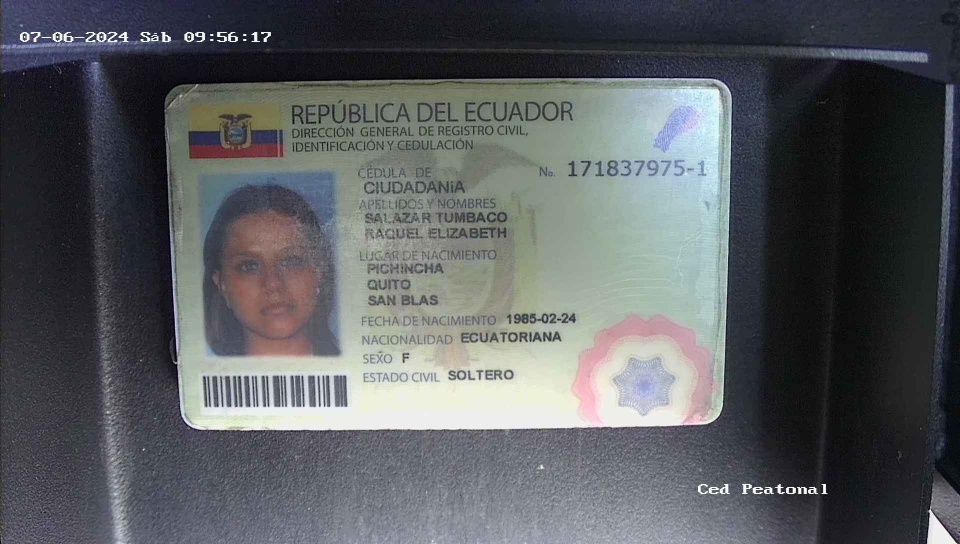 07-06-2024 Sáb 09:56:17
REPÚBLICA DEL ECUADOR
DIRECCIÓN GENERAL DE REGISTRO CIVIL,
IDENTIFICACIÓN Y CEDULACIÓN
CÉDULA DE No. 171837975-1
CIUDADANÍA
APELLIDOS Y NOMBRES
SALAZAR TUMBACO
RAQUEL ELIZABETH
LUGAR DE NACIMIENTO
PICHINCHA
QUITO
SAN BLAS
FECHA DE NACIMIENTO 1985-02-24
NACIONALIDAD ECUATORIANA
SEXO F
ESTADO CIVIL SOLTERO
Ced Peatonal